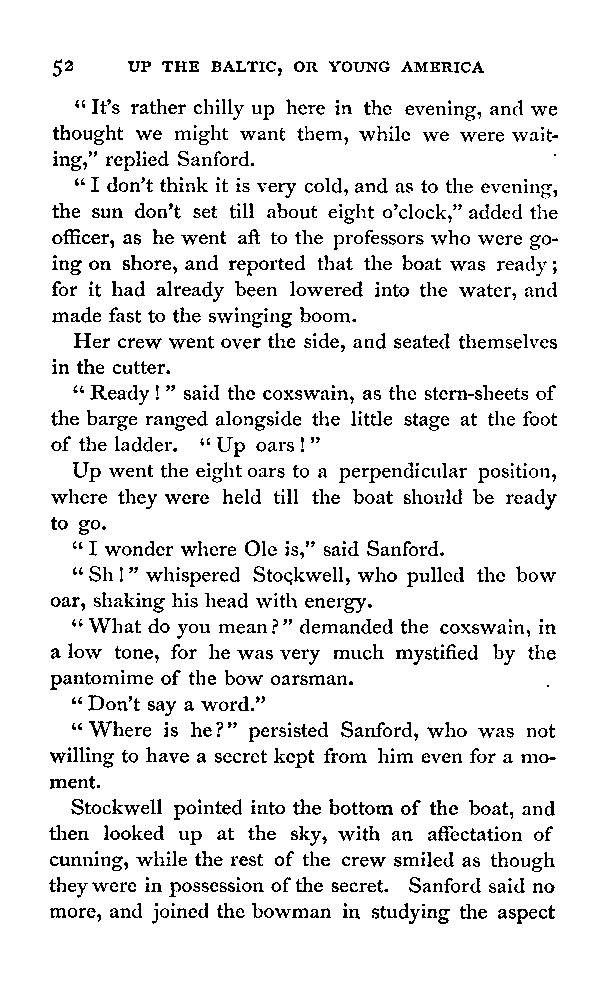 52 UP THE BALTIC, OR YOUNG AMERICA
"It's rather chilly up here in the evening, and we
thought we might want them, while we were wait-
ing," replied Sanford.
"I don't think it is very cold, and as to the evening,
the sun don't set till about eight o'clock," added the
officer, as he went aft to the professors who were go-
ing on shore, and reported that the boat was ready;
for it had already been lowered into the water, and
made fast to the swinging boom.
Her crew went over the side, and seated themselves
in the cutter.
"Ready!" said the coxswain, as the stern-sheets of
the barge ranged alongside the little stage at the foot
of the ladder. "Up oars!"
Up went the eight oars to a perpendicular position,
where they were held till the boat should be ready
to go.
"I wonder where Ole is," said Sanford.
"Sh!" whispered Stockwell, who pulled the bow
oar, shaking his head with energy.
"What do you mean?" demanded the coxswain, in
a low tone, for he was very much mystified by the
pantomime of the bow oarsman.
"Don't say a word."
"Where is he?" persisted Sanford, who was not
willing to have a secret kept from him even for a mo-
ment.
Stockwell pointed into the bottom of the boat, and
then looked up at the sky, with an affectation of
cunning, while the rest of the crew smiled as though
they were in possession of the secret. Sanford said no
more, and joined the bowman in studying the aspect